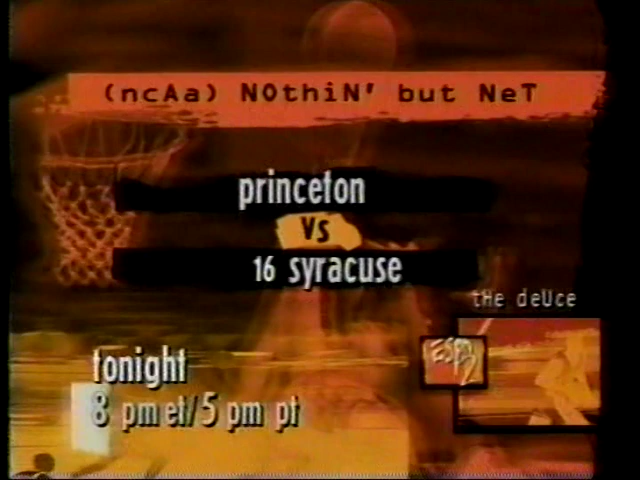 (ncAa) NOthiN' but NeT
princeton
vs
16 syracuse
tHe deUce
ESPN2
tonight
8 pm et/5 pm pt